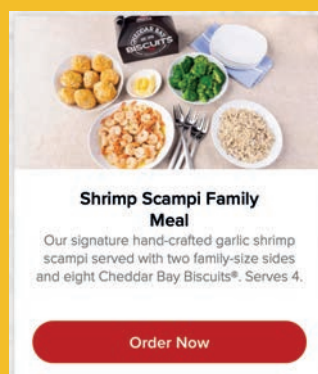 CHEDDAR BAY
BISCUITS
Shrimp Scampi Family
Meal
Our signature hand-crafted garlic shrimp
scampi served with two family-size sides
and eight Cheddar Bay Biscuits®. Serves 4.
Order Now